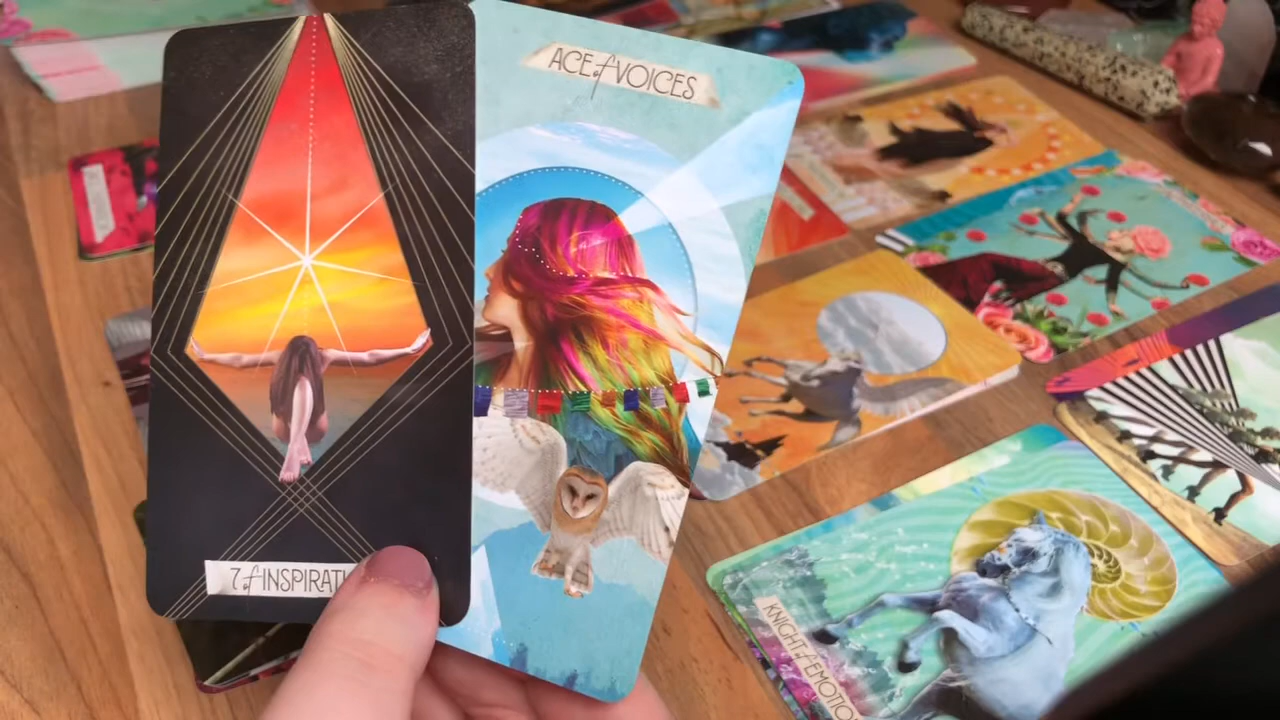 7 of INSPIRATI
ACE of VOICES
KNIGHT of EMOTIO